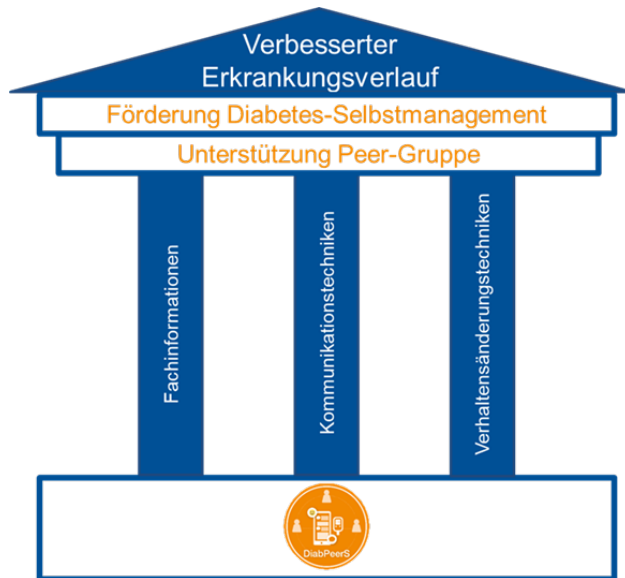 Verbesserter
Erkrankungsverlauf
Förderung Diabetes-Selbstmanagement
Unterstützung Peer-Gruppe
Fachinformationen
Kommunikationstechniken
Verhaltensänderungstechniken
DiabPeerS